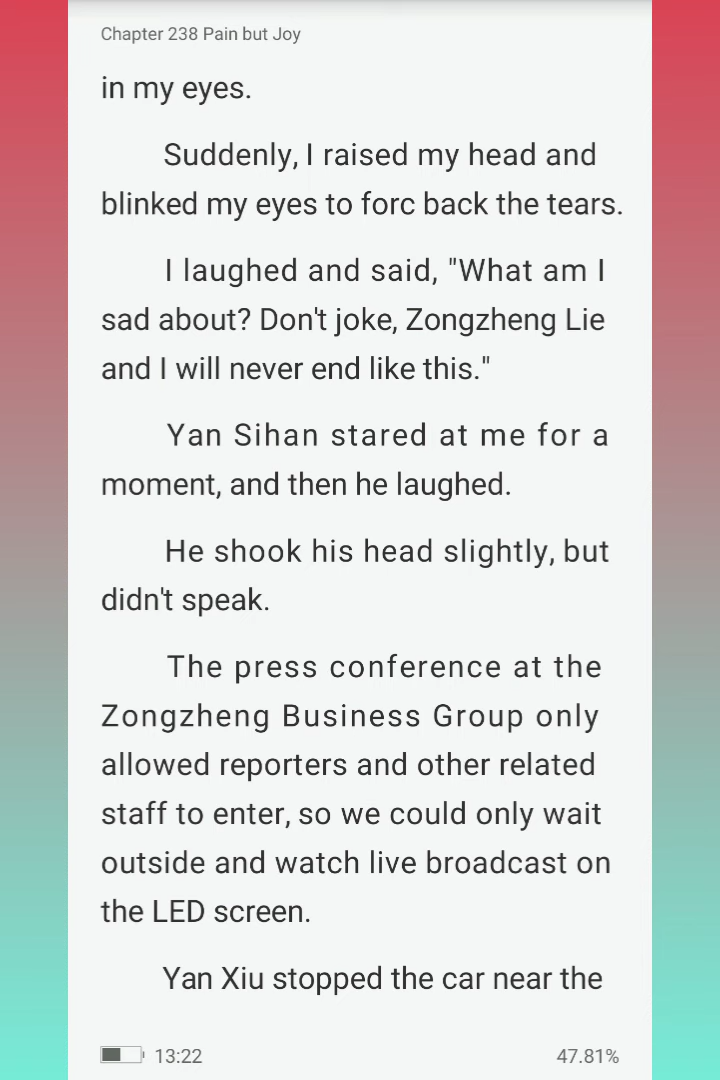 Chapter 238 Pain but Joy
in my eyes.
Suddenly, I raised my head and
blinked my eyes to forc back the tears.
I laughed and said, "What am I
sad about? Don't joke, Zongzheng Lie
and I will never end like this."
Yan Sihan stared at me for a
moment, and then he laughed.
He shook his head slightly, but
didn't speak.
The press conference at the
Zongzheng Business Group only
allowed reporters and other related
staff to enter, so we could only wait
outside and watch live broadcast on
the LED screen.
Yan Xiu stopped the car near the
13:22
47.81%